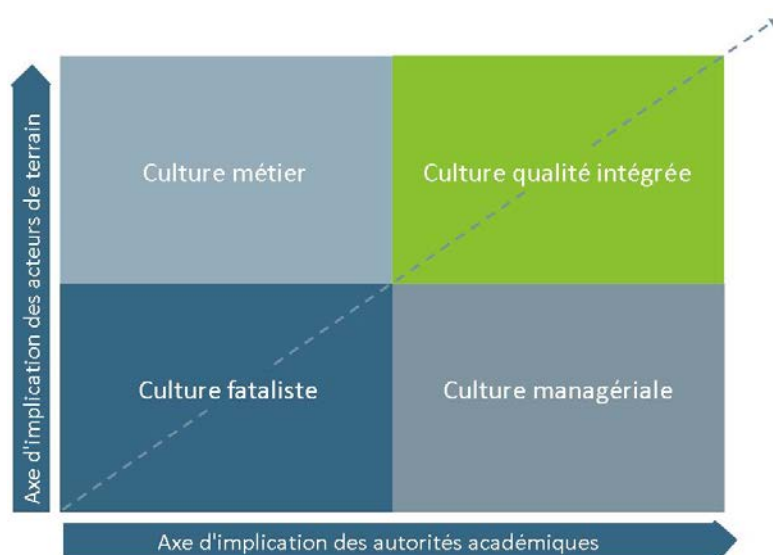 Axe d'implication des acteurs de terrain
Culture métier
Culture qualité intégrée
Culture fataliste
Culture managériale
Axe d'implication des autorités académiques